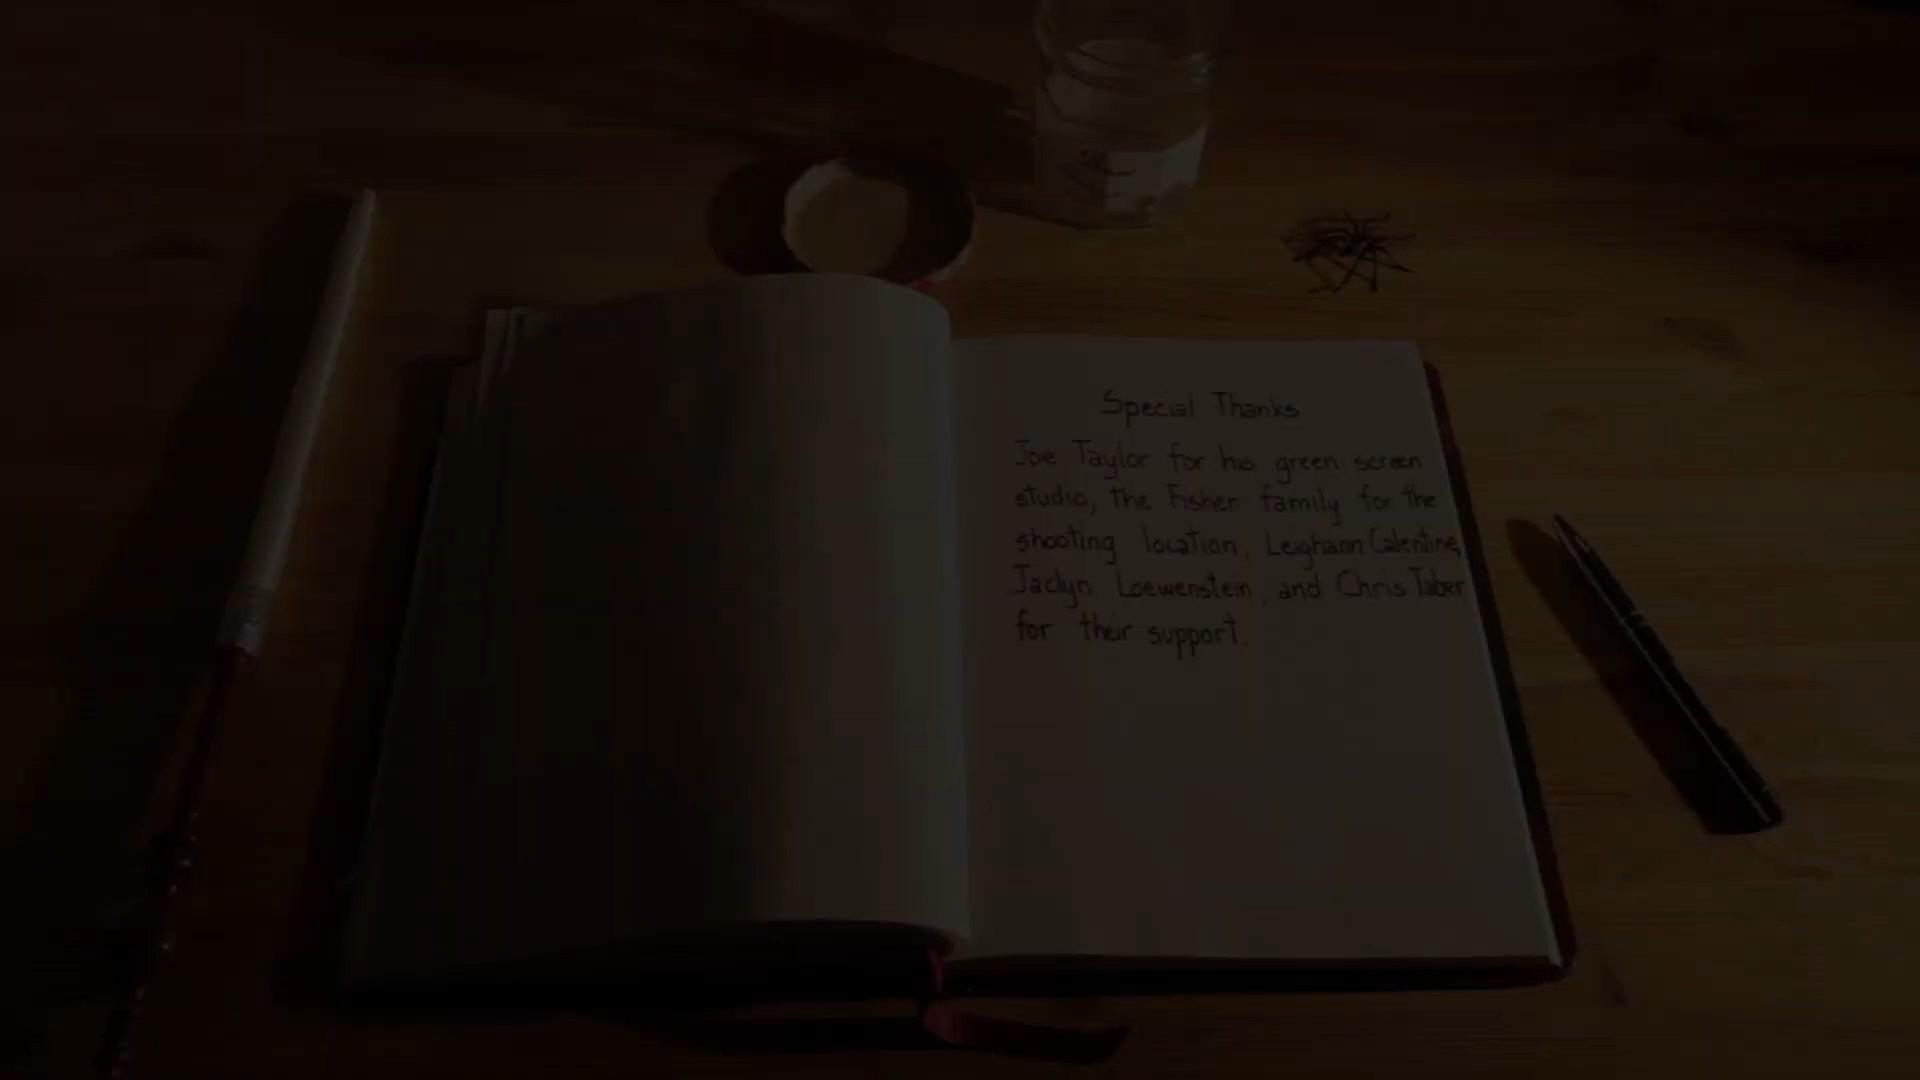 Special Thanks
Joe Taylor for his green screen
studio, the Fisher family for the
shooting location, Leighann Calentine,
Jaclyn Loewenstein, and Chris Taber
for their support.